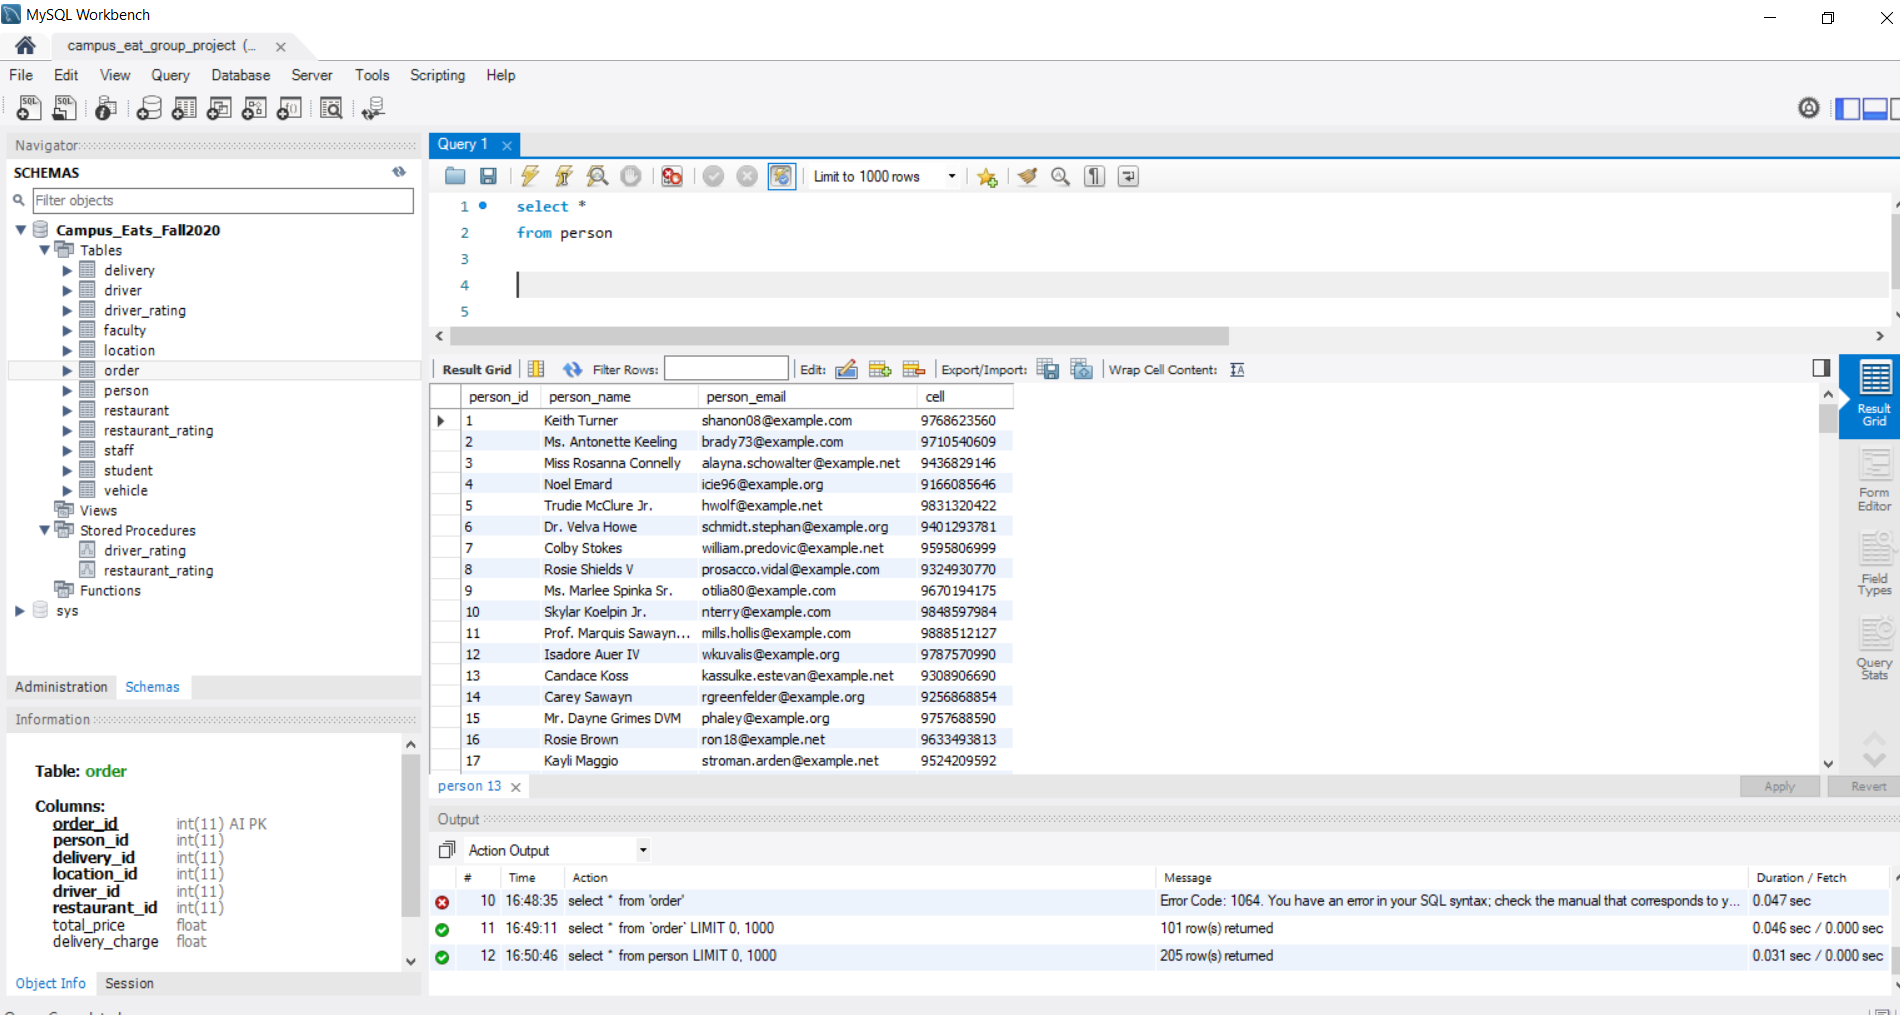 MySQL Workbench
campus_eat_group_project (...
File Edit View Query Database Server Tools Scripting Help
Navigator
SCHEMAS
Filter objects
Campus_Eats_Fall2020
Tables
delivery
driver
driver_rating
faculty
location
order
person
restaurant
restaurant_rating
staff
student
vehicle
Views
Stored Procedures
driver_rating
restaurant_rating
Functions
sys
Administration Schemas
Information
Table: order
Columns:
order_id int(11) AI PK
person_id int(11)
delivery_id int(11)
location_id int(11)
driver_id int(11)
restaurant_id int(11)
total_price float
delivery_charge float
Object Info Session
Query 1
Limit to 1000 rows
1 select *
2 from person
3
4
5
Result Grid Filter Rows: Edit: Export/Import: Wrap Cell Content:
person_id person_name person_email cell
1 Keith Turner shanon08@example.com 9768623560
2 Ms. Antonette Keeling brady73@example.com 9710540609
3 Miss Rosanna Connelly alayna.schowalter@example.net 9436829146
4 Noel Emard icie96@example.org 9166085646
5 Trudie McClure Jr. hwolf@example.net 9831320422
6 Dr. Velva Howe schmidt.stephan@example.org 9401293781
7 Colby Stokes william.predovic@example.net 9595806999
8 Rosie Shields V prosacco.vidal@example.com 9324930770
9 Ms. Marlee Spinka Sr. otilia80@example.com 9670194175
10 Skylar Koelpin Jr. nterry@example.com 9848597984
11 Prof. Marquis Sawayn... mills.hollis@example.com 9888512127
12 Isadore Auer IV wkuvalis@example.org 9787570990
13 Candace Koss kassulke.estevan@example.net 9308906690
14 Carey Sawayn rgreenfelder@example.org 9256868854
15 Mr. Dayne Grimes DVM phaley@example.org 9757688590
16 Rosie Brown ron18@example.net 9633493813
17 Kayli Maggio stroman.arden@example.net 9524209592
Result
Grid
Form
Editor
Field
Types
Query
Stats
person 13
Apply Revert
Output
Action Output
# Time Action Message Duration / Fetch
10 16:48:35 select * from 'order' Error Code: 1064. You have an error in your SQL syntax; check the manual that corresponds to y... 0.047 sec
11 16:49:11 select * from `order` LIMIT 0, 1000 101 row(s) returned 0.046 sec / 0.000 sec
12 16:50:46 select * from person LIMIT 0, 1000 205 row(s) returned 0.031 sec / 0.000 sec